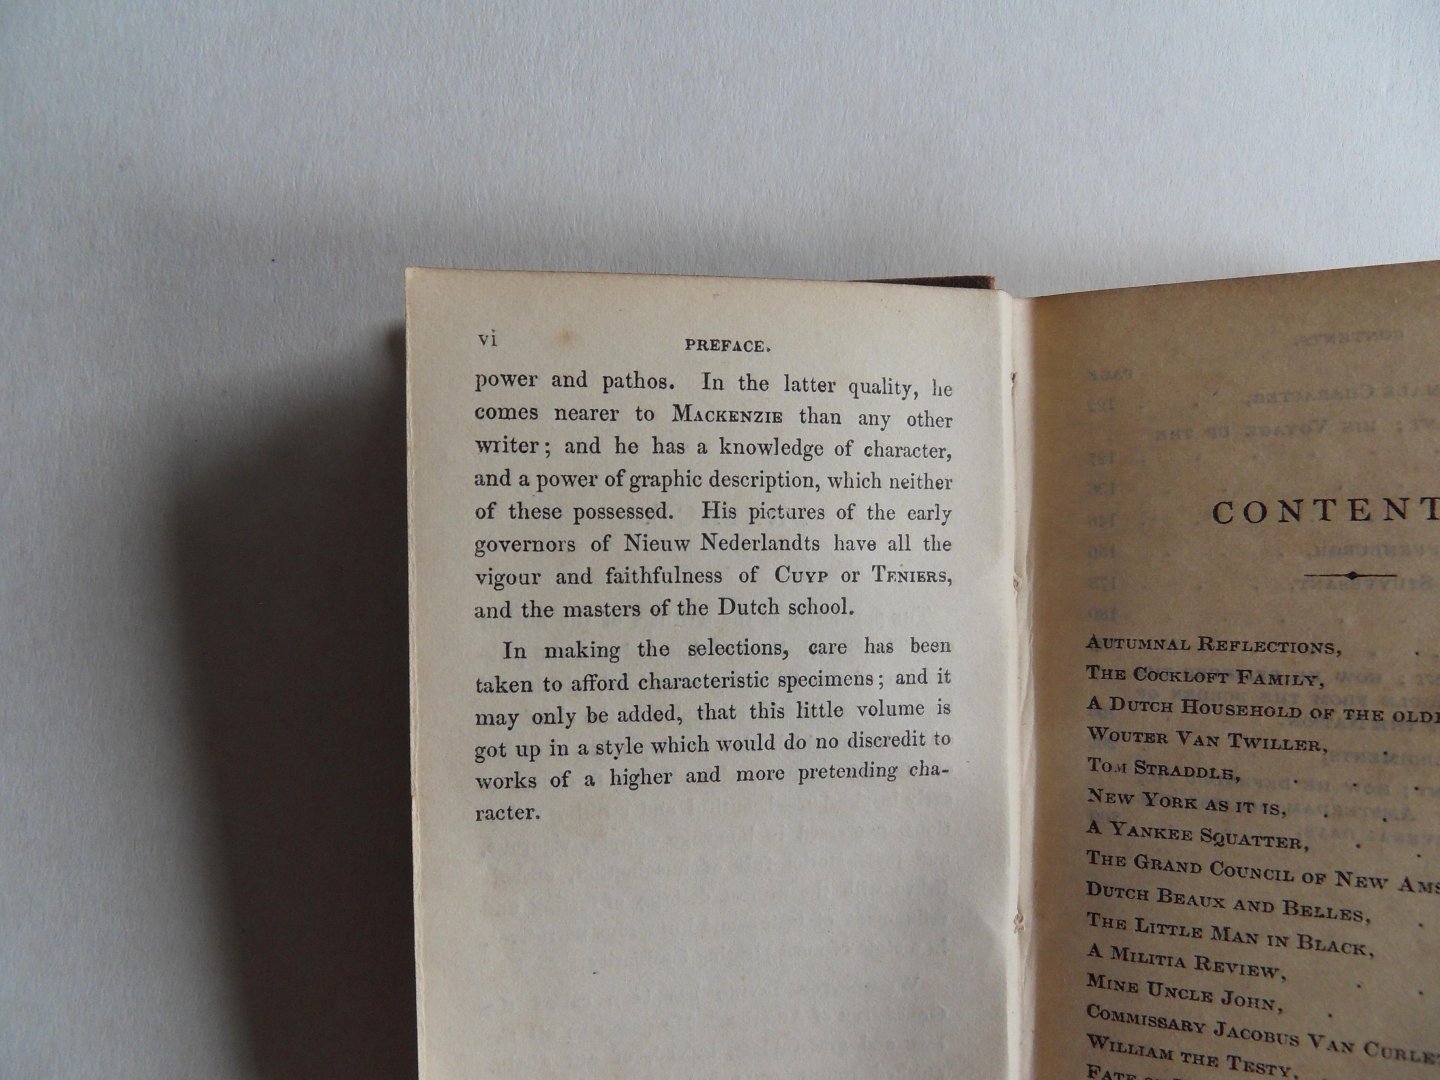 vi
PREFACE.
power and pathos. In the latter quality, he
comes nearer to MACKENZIE than any other
writer; and he has a knowledge of character,
and a power of graphic description, which neither
of these possessed. His pictures of the early
governors of Nieuw Nederlandts have all the
vigour and faithfulness of CUYP or TENIERS,
and the masters of the Dutch school.
In making the selections, care has been
taken to afford characteristic specimens; and it
may only be added, that this little volume is
got up in a style which would do no discredit to
works of a higher and more pretending cha-
racter.
CONTENT
AUTUMNAL REFLECTIONS,
THE COCKLOFT FAMILY,
A DUTCH HOUSEHOLD OF THE OLD
WOUTER VAN TWILLER,
TOM STRADDLE,
NEW YORK AS IT IS,
A YANKEE SQUATTER,
THE GRAND COUNCIL OF NEW AMS
DUTCH BEAUX AND BELLES,
THE LITTLE MAN IN BLACK,
A MILITIA REVIEW,
MINE UNCLE JOHN,
COMMISSARY JACOBUS VAN CURLET
WILLIAM THE TESTY,
FATE